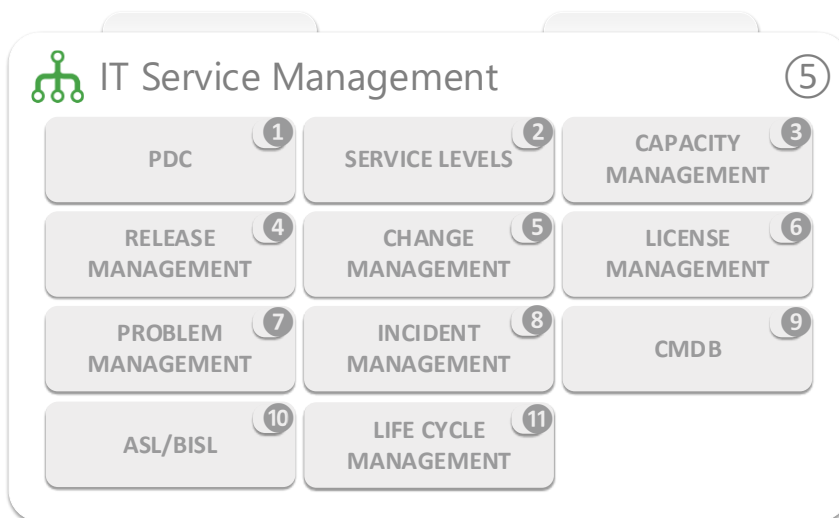 IT Service Management
⑤
PDC
1
SERVICE LEVELS
2
CAPACITY
MANAGEMENT
3
RELEASE
MANAGEMENT
4
CHANGE
MANAGEMENT
5
LICENSE
MANAGEMENT
6
PROBLEM
MANAGEMENT
7
INCIDENT
MANAGEMENT
8
CMDB
9
ASL/BISL
10
LIFE CYCLE
MANAGEMENT
11